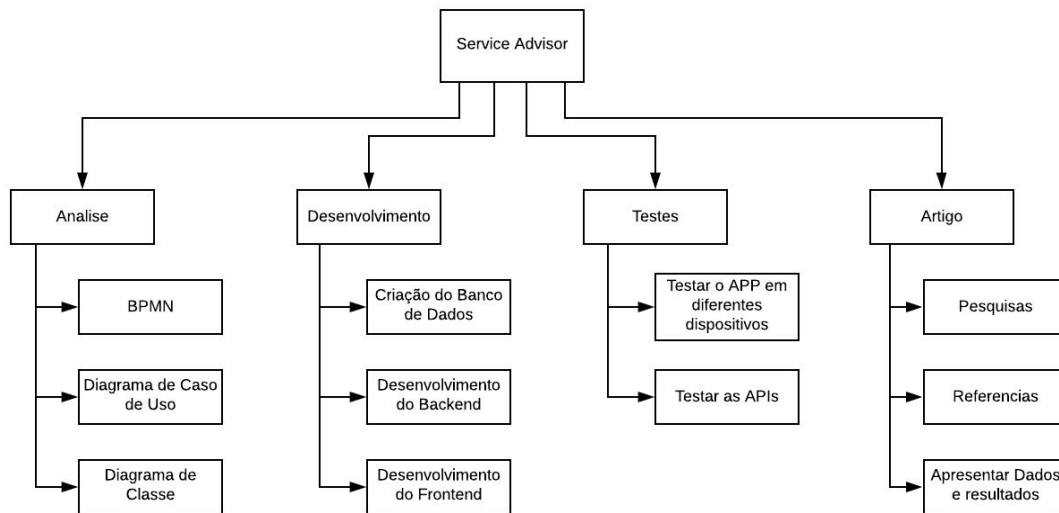 Service Advisor
Analise
BPMN
Diagrama de Caso
de Uso
Diagrama de
Classe
Desenvolvimento
Criação do Banco
de Dados
Desenvolvimento
do Backend
Desenvolvimento
do Frontend
Testes
Testar o APP em
diferentes
dispositivos
Testar as APIs
Artigo
Pesquisas
Referencias
Apresentar Dados
e resultados